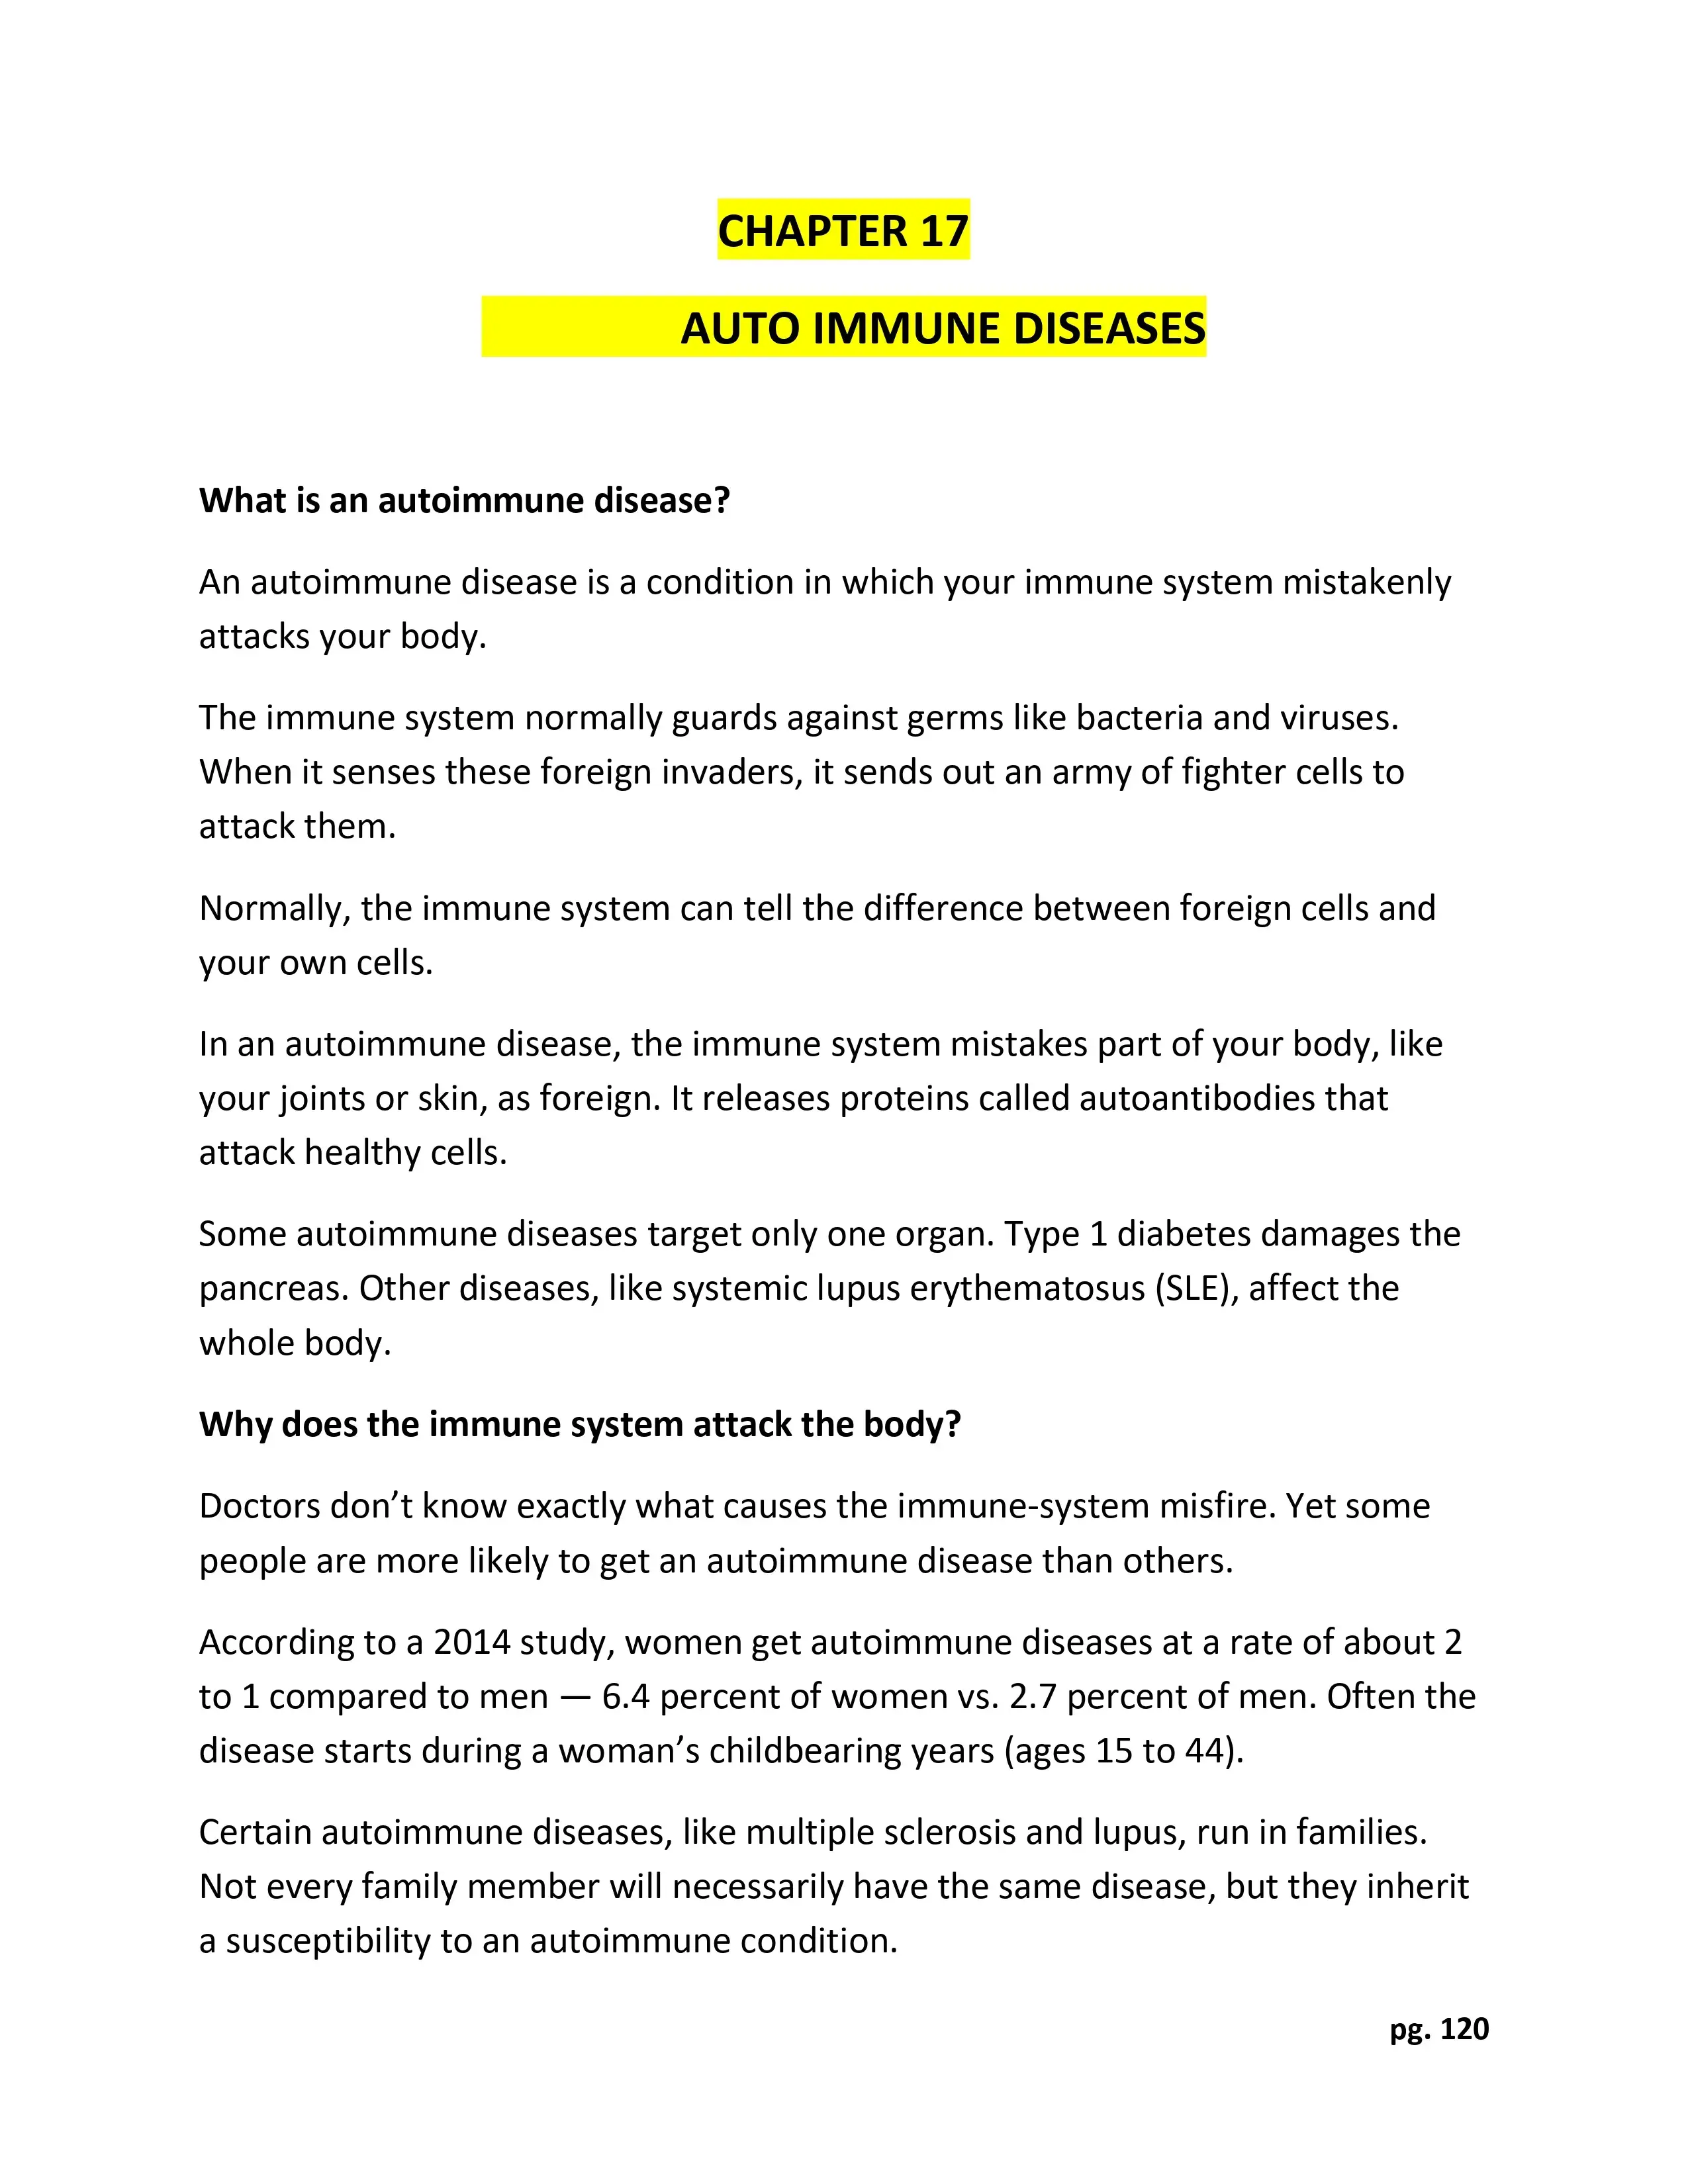 CHAPTER 17
AUTO IMMUNE DISEASES
What is an autoimmune disease?
An autoimmune disease is a condition in which your immune system mistakenly
attacks your body.
The immune system normally guards against germs like bacteria and viruses.
When it senses these foreign invaders, it sends out an army of fighter cells to
attack them.
Normally, the immune system can tell the difference between foreign cells and
your own cells.
In an autoimmune disease, the immune system mistakes part of your body, like
your joints or skin, as foreign. It releases proteins called autoantibodies that
attack healthy cells.
Some autoimmune diseases target only one organ. Type 1 diabetes damages the
pancreas. Other diseases, like systemic lupus erythematosus (SLE), affect the
whole body.
Why does the immune system attack the body?
Doctors don’t know exactly what causes the immune-system misfire. Yet some
people are more likely to get an autoimmune disease than others.
According to a 2014 study, women get autoimmune diseases at a rate of about 2
to 1 compared to men — 6.4 percent of women vs. 2.7 percent of men. Often the
disease starts during a woman’s childbearing years (ages 15 to 44).
Certain autoimmune diseases, like multiple sclerosis and lupus, run in families.
Not every family member will necessarily have the same disease, but they inherit
a susceptibility to an autoimmune condition.
pg. 120